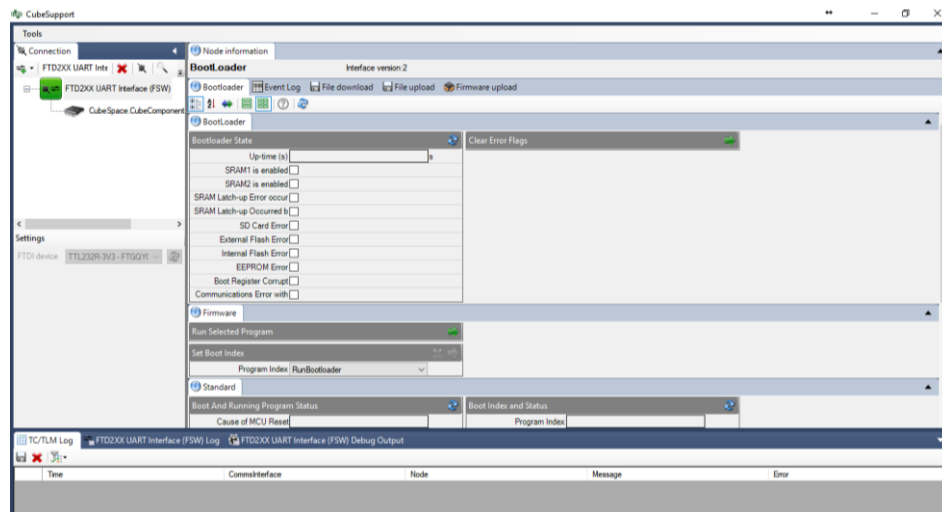 CubeSupport
Tools
Connection
Node information
FTD2XX UART Inte
BootLoader
Interface version:2
FTD2XX UART Interface (FSW)
CubeSpace.CubeComponent
Bootloader
Event Log
File download
File upload
Firmware upload
BootLoader
Bootloader State
Clear Error Flags
Up-time (s)
s
SRAM1 is enabled
SRAM2 is enabled
SRAM Latch-up Error occur
SRAM Latch-up Occurred b
SD Card Error
External Flash Error
Internal Flash Error
EEPROM Error
Boot Register Corrupt
Communications Error with
Settings
FTDI device
TTL232R-3V3 -
Firmware
Run Selected Program
Set Boot Index
Program Index
RunBootloader
Standard
Boot And Running Program Status
Boot Index and Status
Cause of MCU Reset
Program Index
TC/TLM Log
FTD2XX UART Interface (FSW) Log
FTD2XX UART Interface (FSW) Debug Output
Time
CommsInterface
Node
Message
Error